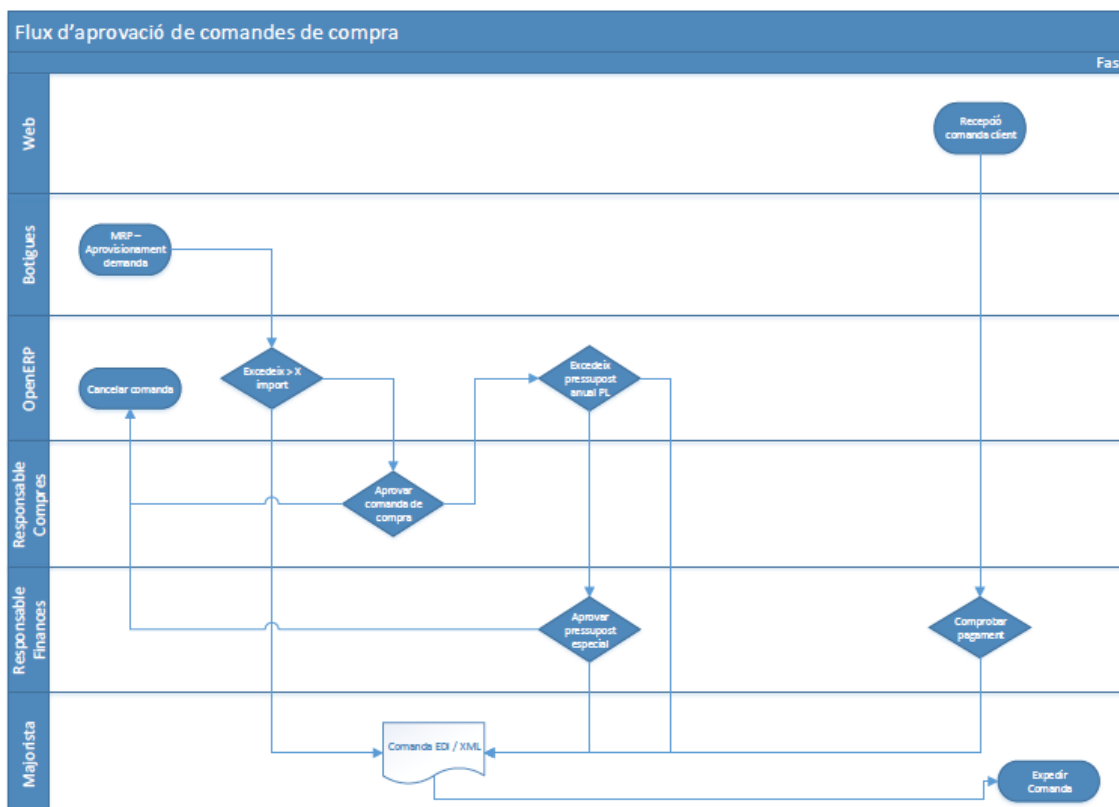 Flux d'aprovació de comandes de compra
Fas
Web
Recepció
comanda client
Botigues
MRP –
Aprovisionament
demanda
OpenERP
Cancelar comanda
Excedeix > X
import
Excedeix
pressupost
anual PL
Responsable
Compres
Aprovar
comanda de
compra
Responsable
Finances
Aprovar
pressupost
especial
Comprobar
pagament
Majorista
Comanda EDI / XML
Expedir
Comanda